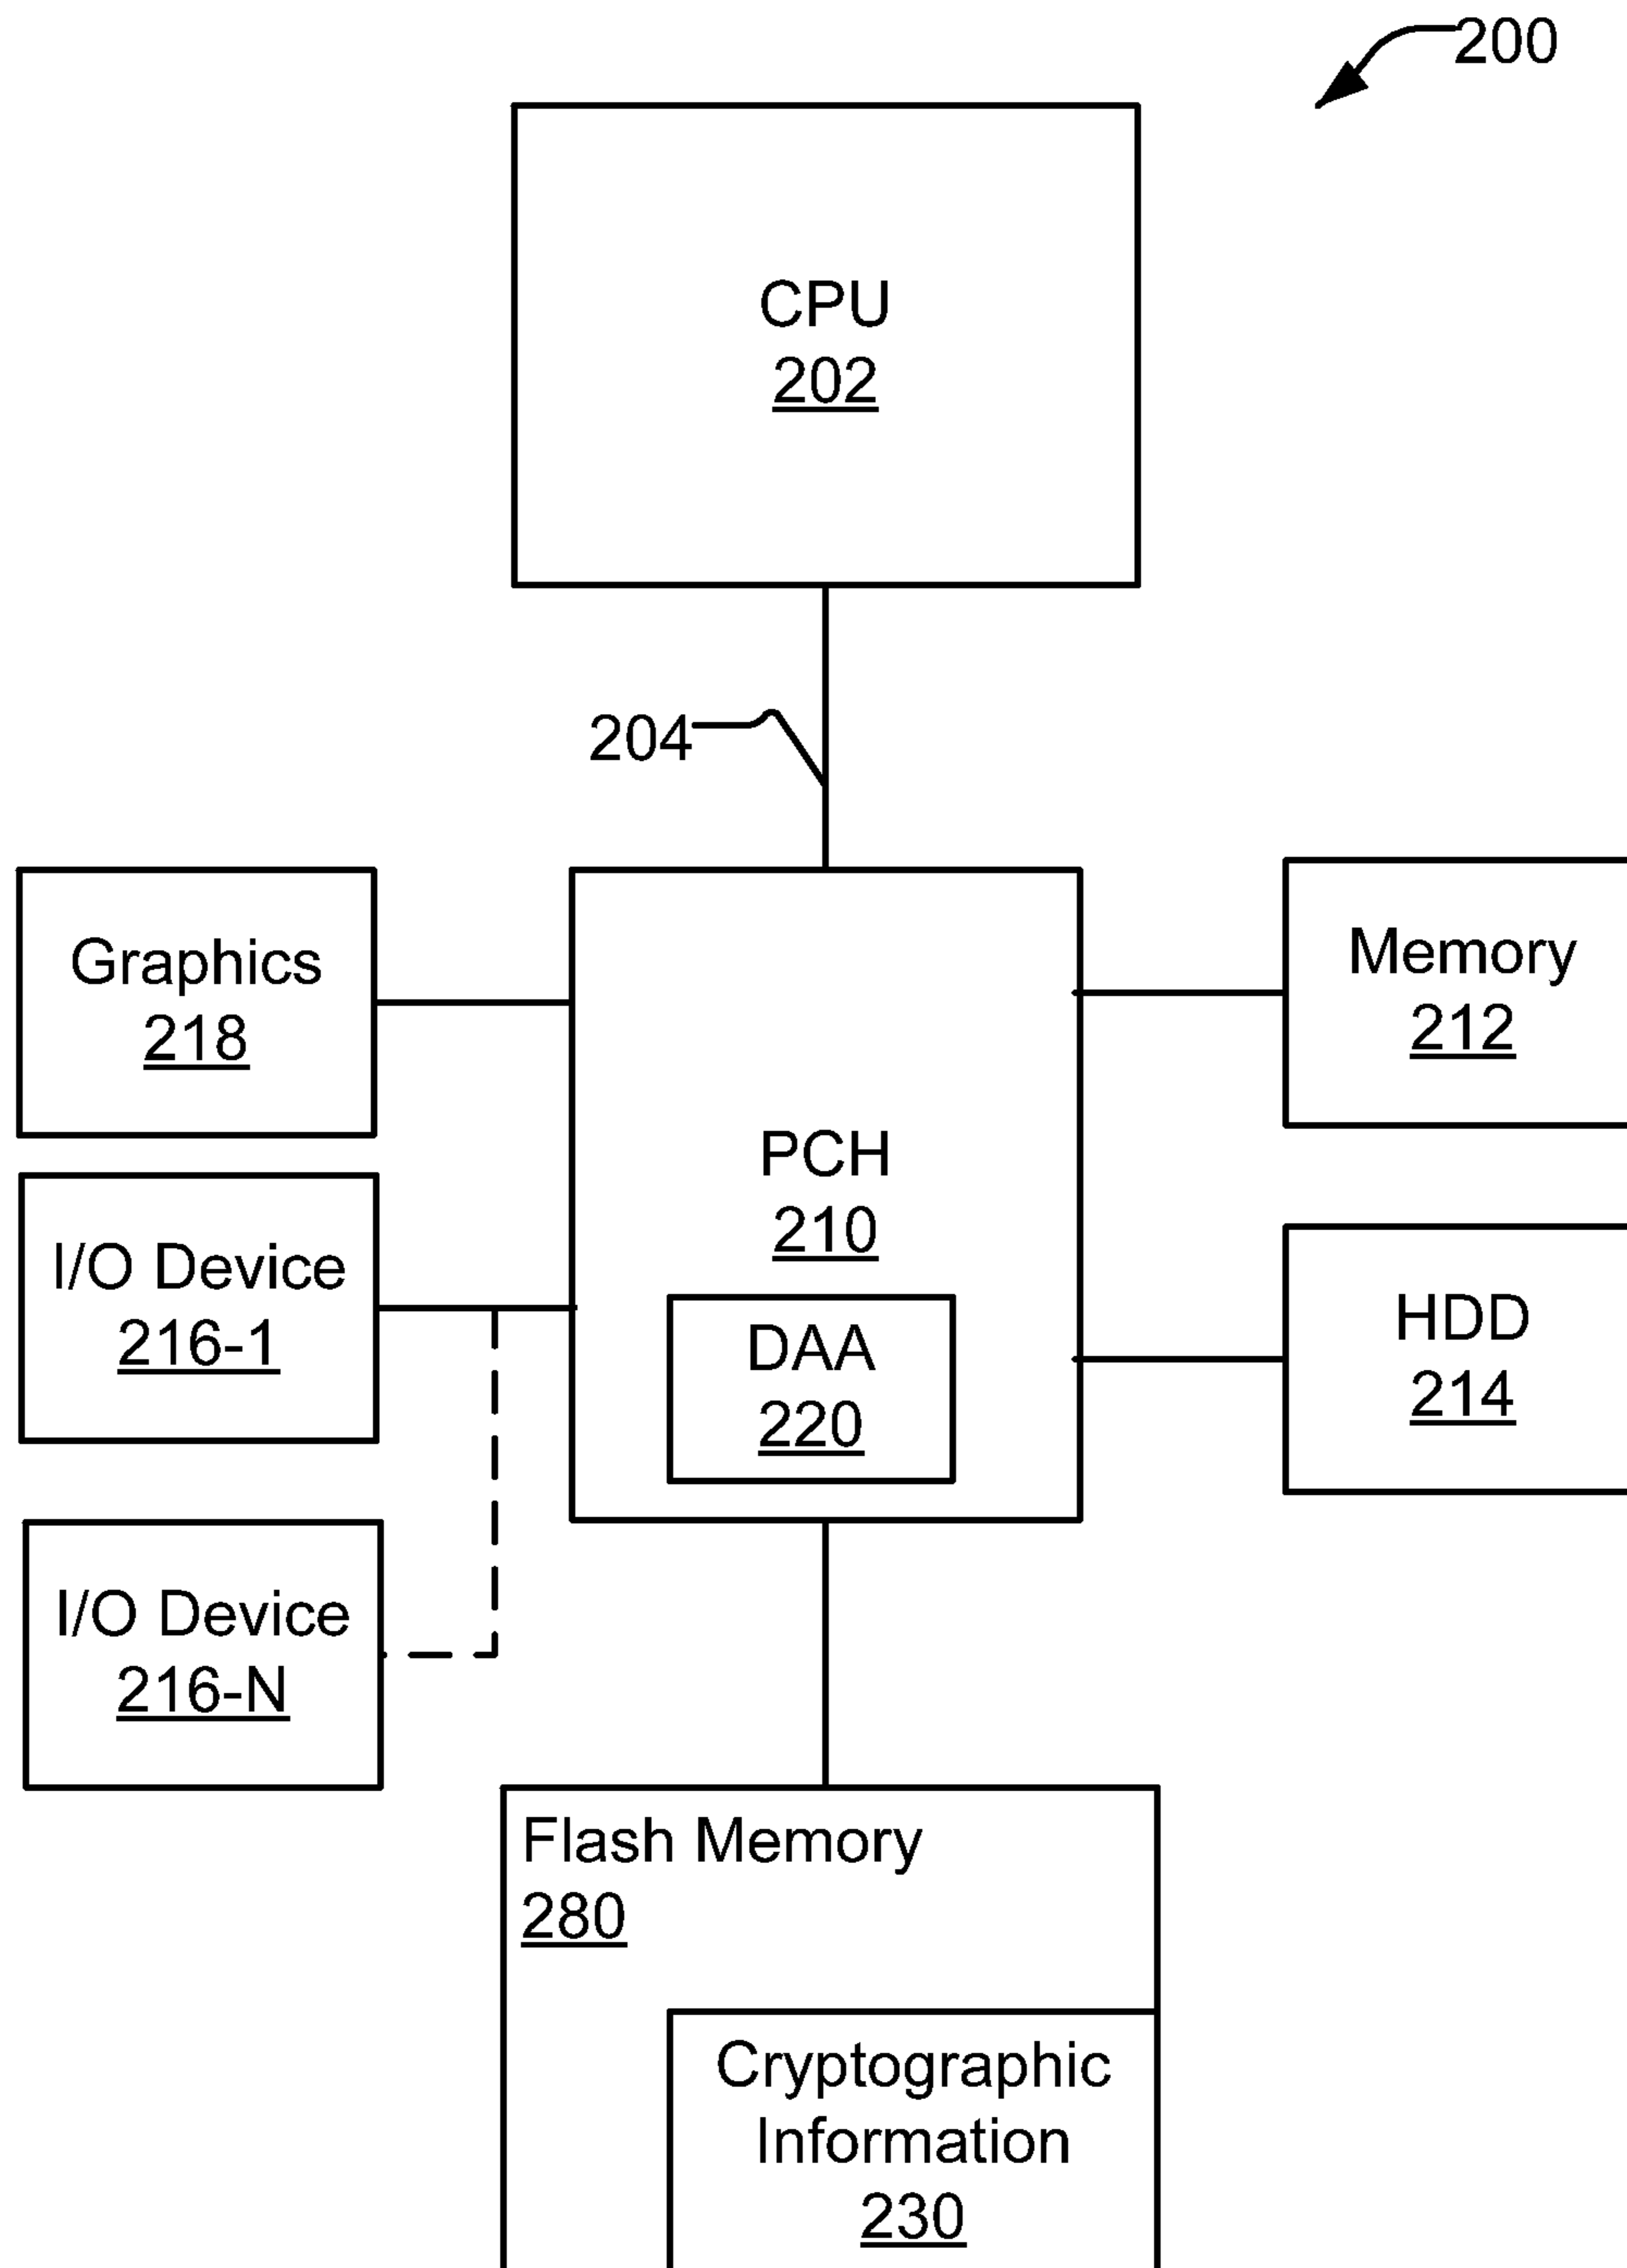 200
CPU
202
204
Graphics
218
Memory
212
PCH
210
I/O Device
216-1
HDD
214
DAA
220
I/O Device
216-N
Flash Memory
280
Cryptographic
Information
230